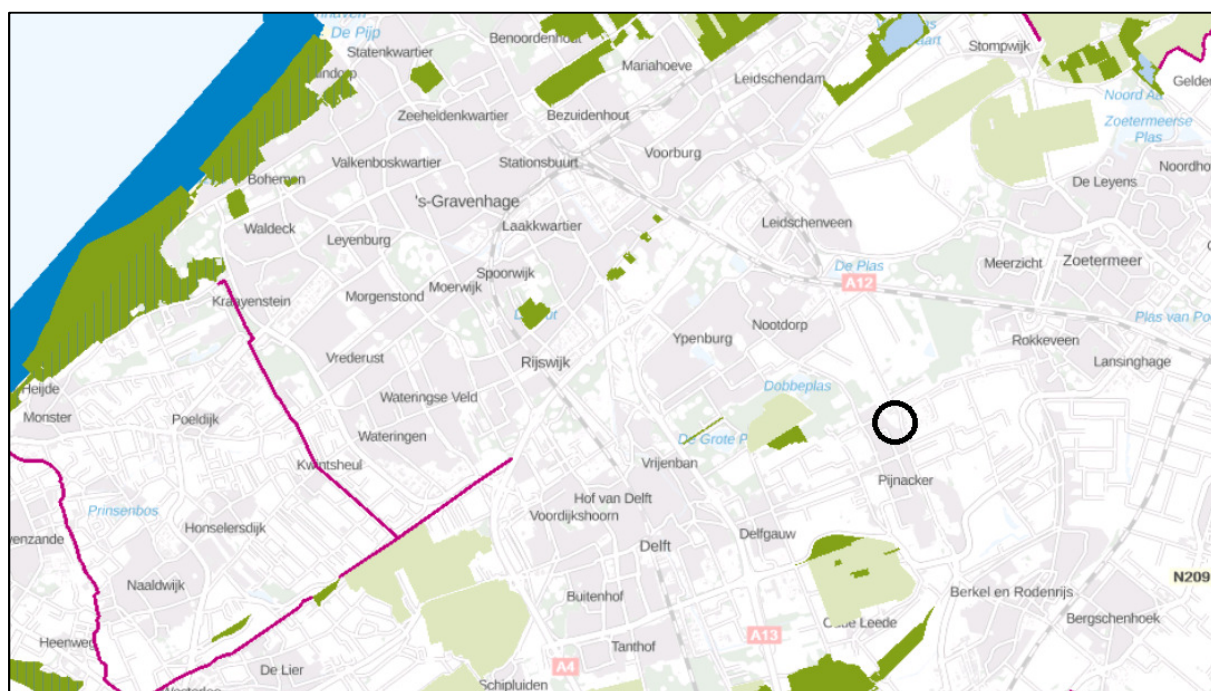 De Pijp
Statenkwartier
Benoordenhout
Mariahoeve
Stompwijk
Leidschendam
Noord Aa
Zeeheldenkwartier
Bezuidenhout
Zoetermeerse
Plas
Valkenboskwartier
Stationsbuurt
Voorburg
Bohemen
De Leyens
's-Gravenhage
Waldeck
Laakkwartier
Leidschenveen
Leyenburg
Meerzicht
Zoetermeer
De Plas
Spoorwijk
Moerwijk
A12
Kraayenstein
Morgenstond
Nootdorp
Ypenburg
Rokkeveen
Vrederust
Rijswijk
Lansinghage
Heijde
Dobbeplas
Wateringse Veld
Monster
Poeldijk
Wateringen
De Grote P
Kwintsheul
Vrijenban
Pijnacker
Hof van Delft
Prinsenbos
Voordijkshoorn
Honselersdijk
Delfgauw
Delft
Naaldwijk
N209
Buitenhof
Berkel en Rodenrijs
Bergschenhoek
Heenweg
Tanthof
A13
De Lier
A4
Schipluiden